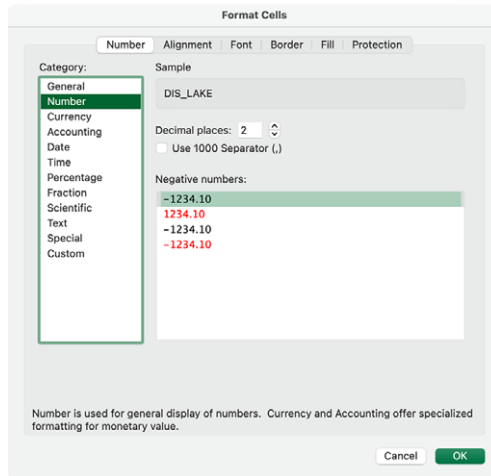 Format Cells
Number Alignment Font Border Fill Protection
Category:
General
Number
Currency
Accounting
Date
Time
Percentage
Fraction
Scientific
Text
Special
Custom
Sample
DIS_LAKE
Decimal places: 2
Use 1000 Separator (,)
Negative numbers:
-1234.10
1234.10
-1234.10
-1234.10
Number is used for general display of numbers. Currency and Accounting offer specialized
formatting for monetary value.
Cancel OK